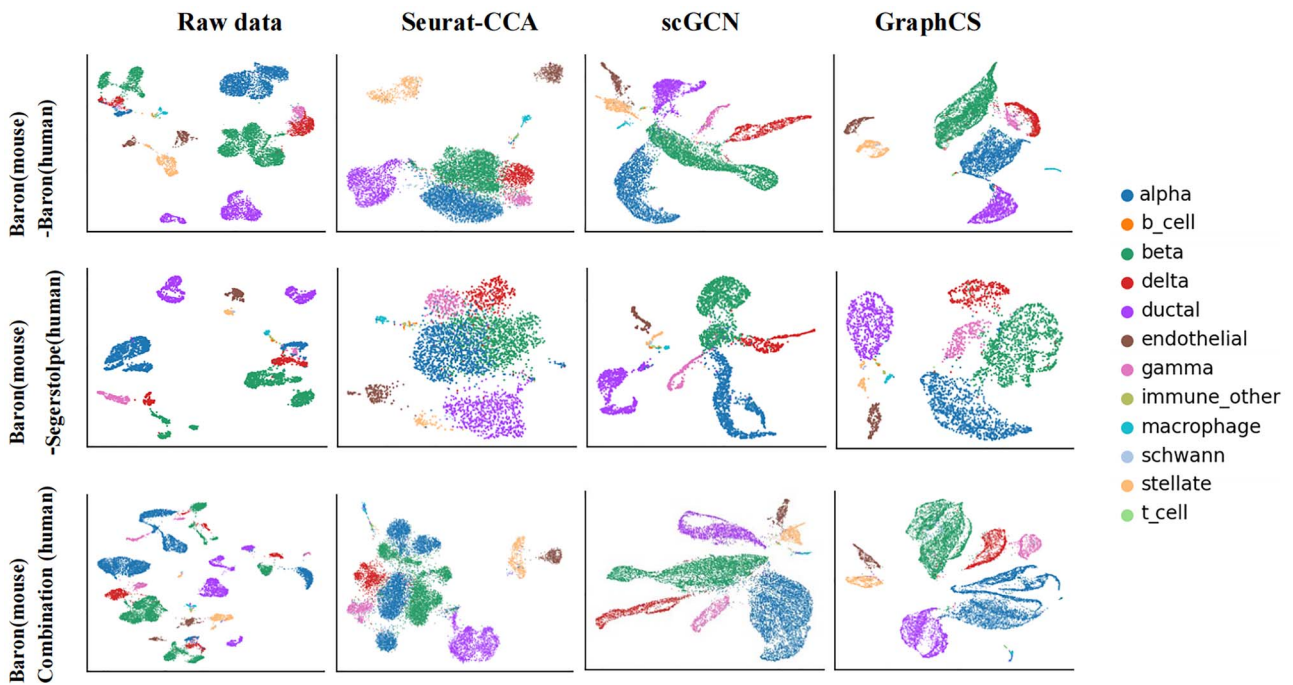 Raw data
Seurat-CCA
scGCN
GraphCS
Baron(mouse)
-Baron(human)
Baron(mouse)
-Segerstolpe(human)
Baron(mouse)
Combination (human)
alpha
b_cell
beta
delta
ductal
endothelial
gamma
immune_other
macrophage
schwann
stellate
t_cell